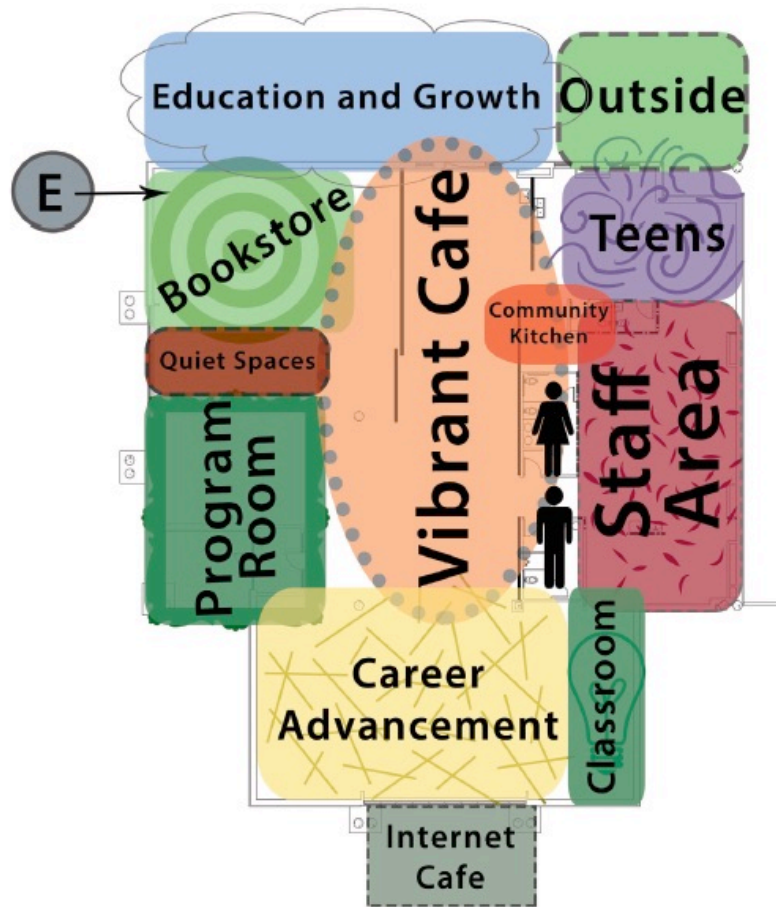 Education and Growth
Outside
E
Bookstore
Vibrant Cafe
Teens
Community
Kitchen
Quiet Spaces
Staff
Area
Program
Room
Career
Advancement
Classroom
Internet
Cafe